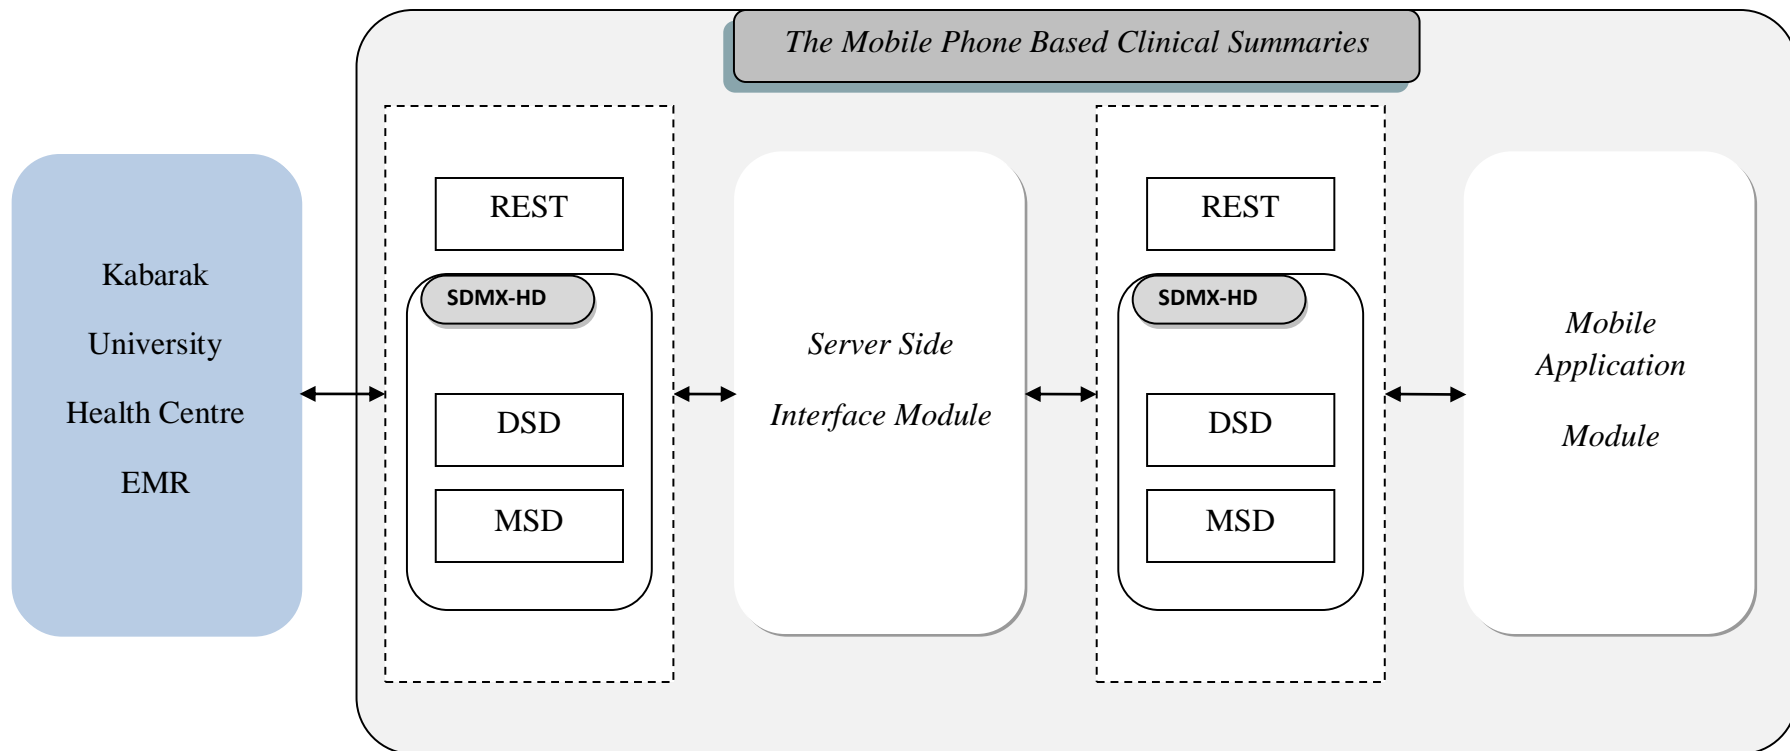 The Mobile Phone Based Clinical Summaries
Kabarak
University
Health Centre
EMR
REST
SDMX-HD
DSD
MSD
Server Side
Interface Module
REST
SDMX-HD
DSD
MSD
Mobile
Application
Module